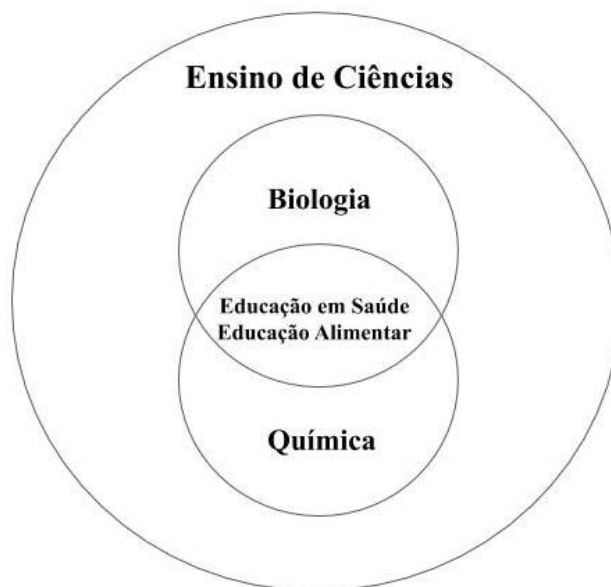 Ensino de Ciências
Biologia
Educação em Saúde
Educação Alimentar
Química